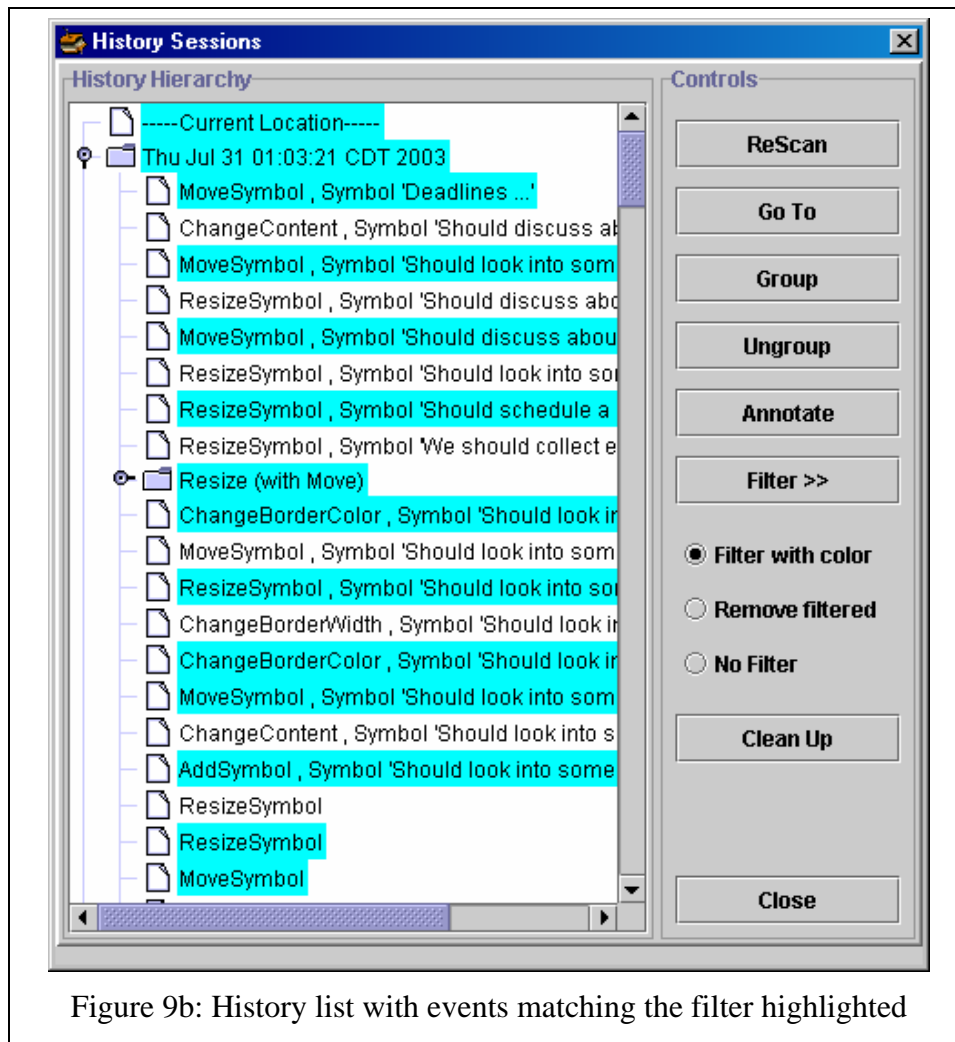 History Sessions
History Hierarchy
-----Current Location-----
Thu Jul 31 01:03:21 CDT 2003
MoveSymbol , Symbol 'Deadlines ...'
ChangeContent , Symbol 'Should discuss ab
MoveSymbol , Symbol 'Should look into som
ResizeSymbol , Symbol 'Should discuss abo
MoveSymbol , Symbol 'Should discuss abou
ResizeSymbol , Symbol 'Should look into so
ResizeSymbol , Symbol 'Should schedule a
ResizeSymbol , Symbol 'We should collect e
Resize (with Move)
ChangeBorderColor , Symbol 'Should look in
MoveSymbol , Symbol 'Should look into som
ResizeSymbol , Symbol 'Should look into so
ChangeBorderWidth , Symbol 'Should look in
ChangeBorderColor , Symbol 'Should look in
MoveSymbol , Symbol 'Should look into som
ChangeContent , Symbol 'Should look into s
AddSymbol , Symbol 'Should look into some
ResizeSymbol
ResizeSymbol
MoveSymbol
Controls
ReScan
Go To
Group
Ungroup
Annotate
Filter >>
Filter with color
Remove filtered
No Filter
Clean Up
Close
Figure 9b: History list with events matching the filter highlighted